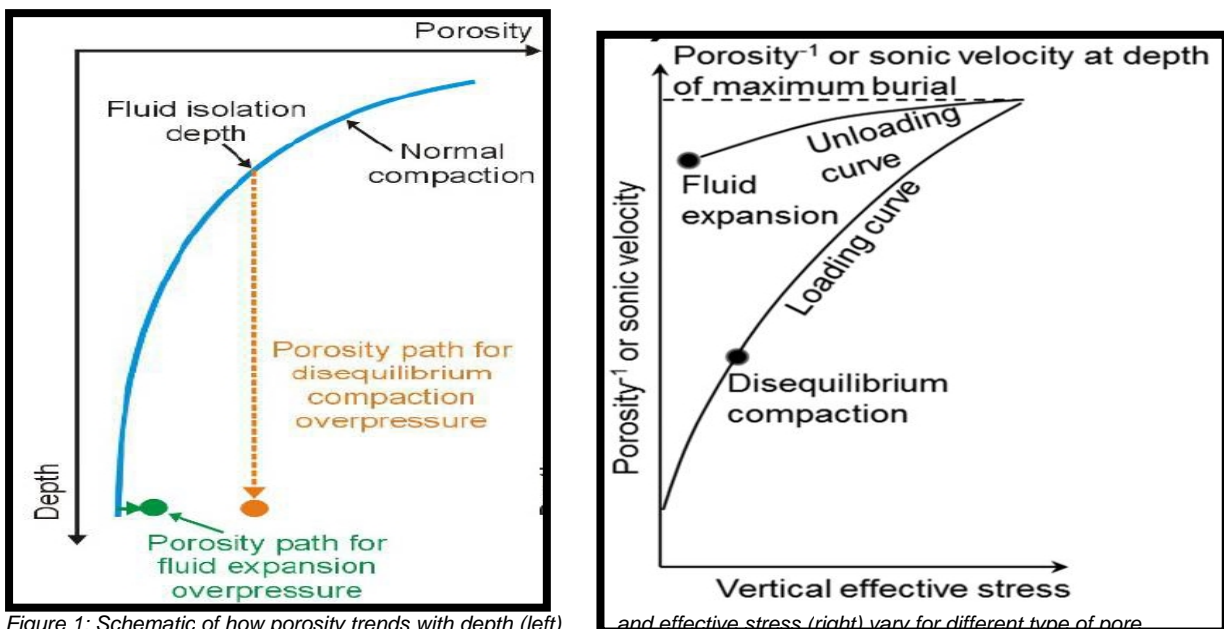 Porosity
Fluid isolation
depth
Normal
compaction
Porosity path for
disequilibrium
compaction
overpressure
Depth
Porosity path for
fluid expansion
overpressure
Porosity⁻¹ or sonic velocity at depth
of maximum burial
Unloading
curve
Fluid
expansion
Loading curve
Disequilibrium
compaction
Porosity⁻¹ or sonic velocity
Vertical effective stress
Figure 1: Schematic of how porosity trends with depth (left) and effective stress (right) vary for different type of pore